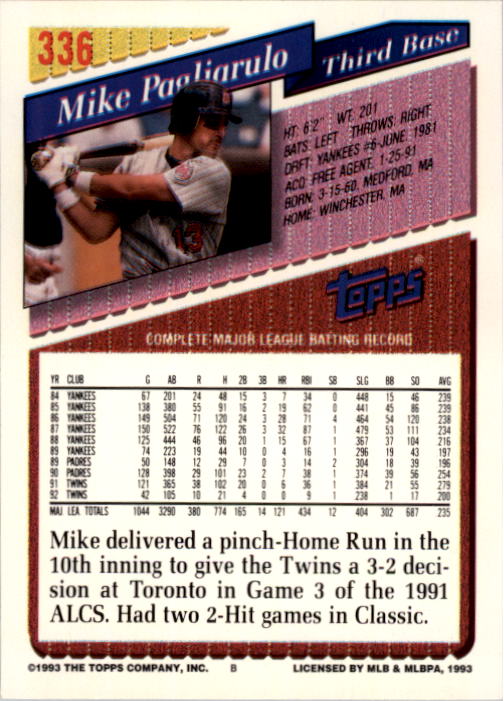 336
Mike Pagliarulo
Third Base
HT: 6'2" WT: 201
BATS: LEFT THROWS: RIGHT
DRFT: YANKEES #6-JUNE, 1981
ACQ: FREE AGENT, 1-25-91
BORN: 3-15-60, MEDFORD, MA
HOME: WINCHESTER, MA
13
topps®
COMPLETE MAJOR LEAGUE BATTING RECORD
YR CLUB G AB R H 2B 3B HR RBI SB SLG BB SO AVG
84 YANKEES 67 201 24 48 15 3 7 34 0 448 15 46 239
85 YANKEES 138 380 55 91 16 2 19 62 0 441 45 86 239
86 YANKEES 149 504 71 120 24 3 28 71 4 464 54 120 238
87 YANKEES 150 522 76 122 26 3 32 87 1 479 53 111 234
88 YANKEES 125 444 46 96 20 1 15 67 1 367 37 104 216
89 YANKEES 74 223 19 44 10 0 4 16 1 296 19 43 197
89 PADRES 50 148 12 29 7 0 3 14 2 304 18 39 196
90 PADRES 128 398 29 101 23 2 7 38 1 374 39 56 254
91 TWINS 121 365 38 102 20 0 6 36 1 384 21 55 279
92 TWINS 42 105 10 21 4 0 0 9 1 238 1 17 200
MAJ. LEA. TOTALS 1044 3290 380 774 165 14 121 434 12 404 302 687 235
Mike delivered a pinch-Home Run in the
10th inning to give the Twins a 3-2 deci-
sion at Toronto in Game 3 of the 1991
ALCS. Had two 2-Hit games in Classic.
©1993 THE TOPPS COMPANY, INC. B LICENSED BY MLB & MLBPA, 1993